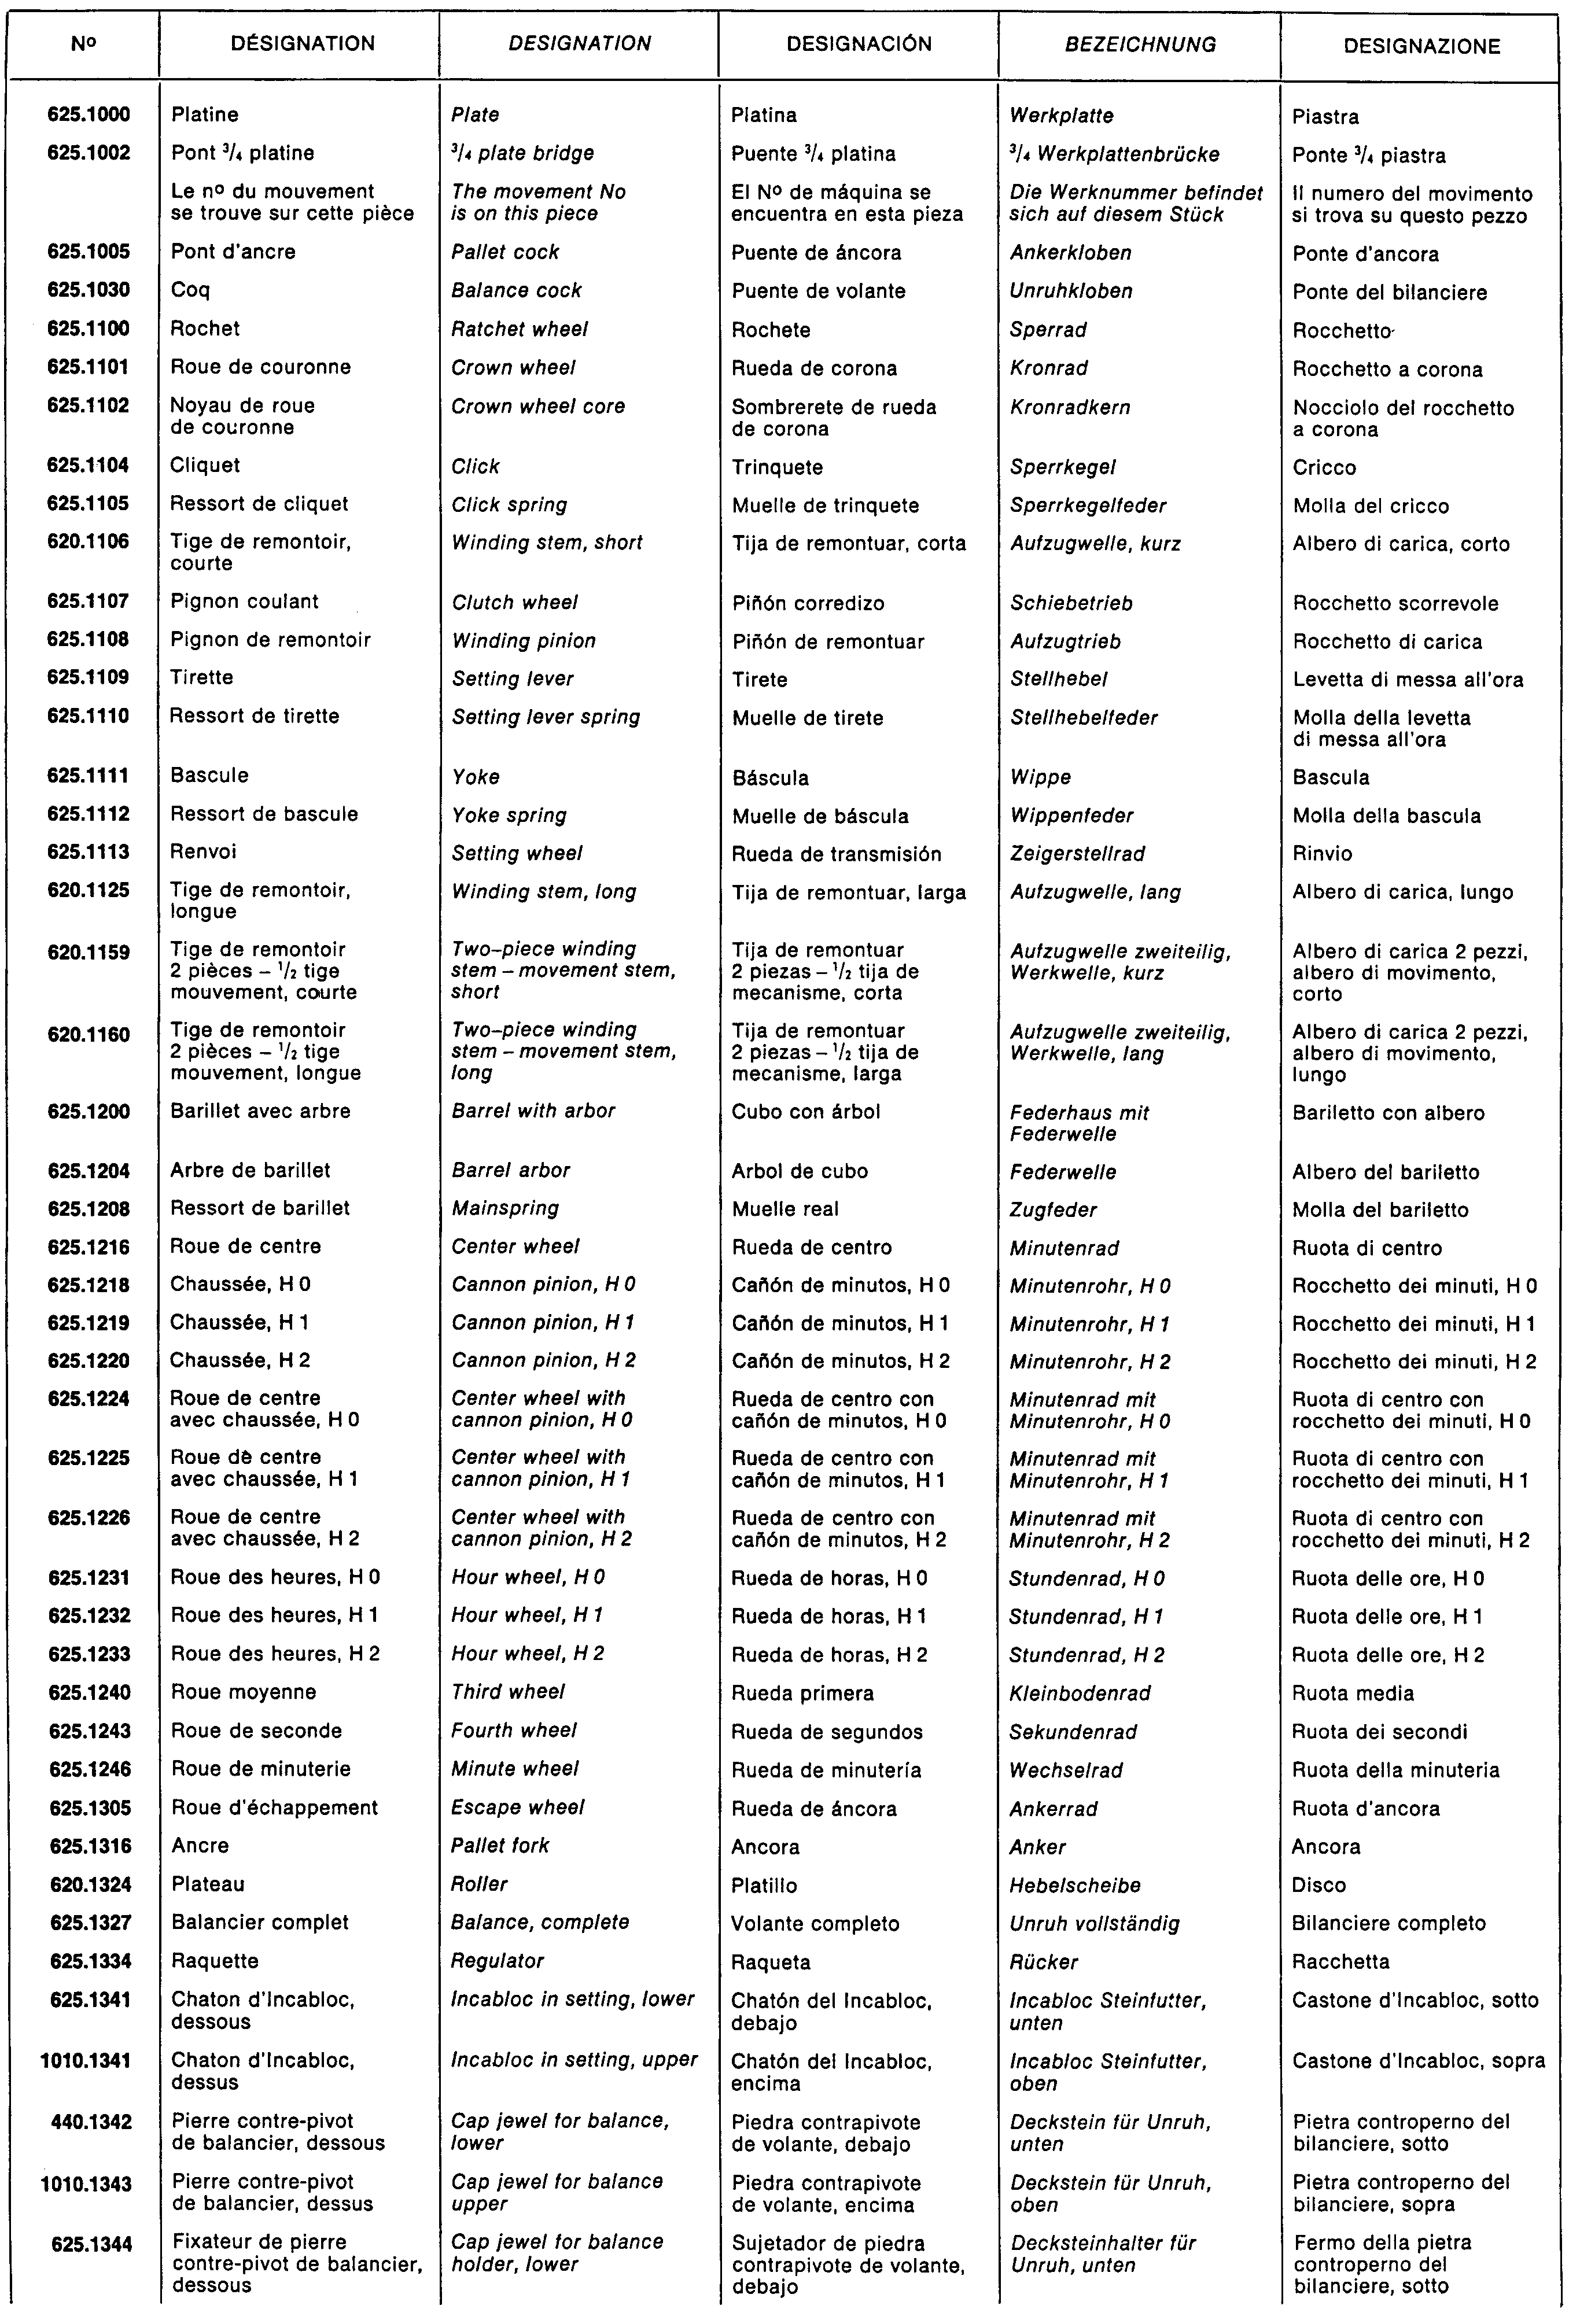 Nº DÉSIGNATION DESIGNATION DESIGNACIÓN BEZEICHNUNG DESIGNAZIONE
625.1000 Platine Plate Platina Werkplatte Piastra
625.1002 Pont 3/4 platine 3/4 plate bridge Puente 3/4 platina 3/4 Werkplattenbrücke Ponte 3/4 piastra
Le nº du mouvement The movement No El Nº de máquina se Die Werknummer befindet Il numero del movimento
se trouve sur cette pièce is on this piece encuentra en esta pieza sich auf diesem Stück si trova su questo pezzo
625.1005 Pont d'ancre Pallet cock Puente de áncora Ankerkloben Ponte d'ancora
625.1030 Coq Balance cock Puente de volante Unruhkloben Ponte del bilanciere
625.1100 Rochet Ratchet wheel Rochete Sperrad Rocchetto
625.1101 Roue de couronne Crown wheel Rueda de corona Kronrad Rocchetto a corona
625.1102 Noyau de roue Crown wheel core Sombrerete de rueda Kronradkern Nocciolo del rocchetto
de couronne de corona a corona
625.1104 Cliquet Click Trinquete Sperrkegel Cricco
625.1105 Ressort de cliquet Click spring Muelle de trinquete Sperrkegelfeder Molla del cricco
620.1106 Tige de remontoir, Winding stem, short Tija de remontuar, corta Aufzugwelle, kurz Albero di carica, corto
courte
625.1107 Pignon coulant Clutch wheel Piñón corredizo Schiebetrieb Rocchetto scorrevole
625.1108 Pignon de remontoir Winding pinion Piñón de remontuar Aufzugtrieb Rocchetto di carica
625.1109 Tirette Setting lever Tirete Stellhebel Levetta di messa all'ora
625.1110 Ressort de tirette Setting lever spring Muelle de tirete Stellhebelfeder Molla della levetta
di messa all'ora
625.1111 Bascule Yoke Báscula Wippe Bascula
625.1112 Ressort de bascule Yoke spring Muelle de báscula Wippenfeder Molla della bascula
625.1113 Renvoi Setting wheel Rueda de transmisión Zeigerstellrad Rinvio
620.1125 Tige de remontoir, Winding stem, long Tija de remontuar, larga Aufzugwelle, lang Albero di carica, lungo
longue
620.1159 Tige de remontoir Two-piece winding Tija de remontuar Aufzugwelle zweiteilig, Albero di carica 2 pezzi,
2 pièces – 1/2 tige stem – movement stem, 2 piezas – 1/2 tija de Werkwelle, kurz albero di movimento,
mouvement, courte short mecanisme, corta corto
620.1160 Tige de remontoir Two-piece winding Tija de remontuar Aufzugwelle zweiteilig, Albero di carica 2 pezzi,
2 pièces – 1/2 tige stem – movement stem, 2 piezas – 1/2 tija de Werkwelle, lang albero di movimento,
mouvement, longue long mecanisme, larga lungo
625.1200 Barillet avec arbre Barrel with arbor Cubo con árbol Federhaus mit Bariletto con albero
Federwelle
625.1204 Arbre de barillet Barrel arbor Arbol de cubo Federwelle Albero del bariletto
625.1208 Ressort de barillet Mainspring Muelle real Zugfeder Molla del bariletto
625.1216 Roue de centre Center wheel Rueda de centro Minutenrad Ruota di centro
625.1218 Chaussée, H 0 Cannon pinion, H 0 Cañón de minutos, H 0 Minutenrohr, H 0 Rocchetto dei minuti, H 0
625.1219 Chaussée, H 1 Cannon pinion, H 1 Cañón de minutos, H 1 Minutenrohr, H 1 Rocchetto dei minuti, H 1
625.1220 Chaussée, H 2 Cannon pinion, H 2 Cañón de minutos, H 2 Minutenrohr, H 2 Rocchetto dei minuti, H 2
625.1224 Roue de centre Center wheel with Rueda de centro con Minutenrad mit Ruota di centro con
avec chaussée, H 0 cannon pinion, H 0 cañón de minutos, H 0 Minutenrohr, H 0 rocchetto dei minuti, H 0
625.1225 Roue de centre Center wheel with Rueda de centro con Minutenrad mit Ruota di centro con
avec chaussée, H 1 cannon pinion, H 1 cañón de minutos, H 1 Minutenrohr, H 1 rocchetto dei minuti, H 1
625.1226 Roue de centre Center wheel with Rueda de centro con Minutenrad mit Ruota di centro con
avec chaussée, H 2 cannon pinion, H 2 cañón de minutos, H 2 Minutenrohr, H 2 rocchetto dei minuti, H 2
625.1231 Roue des heures, H 0 Hour wheel, H 0 Rueda de horas, H 0 Stundenrad, H 0 Ruota delle ore, H 0
625.1232 Roue des heures, H 1 Hour wheel, H 1 Rueda de horas, H 1 Stundenrad, H 1 Ruota delle ore, H 1
625.1233 Roue des heures, H 2 Hour wheel, H 2 Rueda de horas, H 2 Stundenrad, H 2 Ruota delle ore, H 2
625.1240 Roue moyenne Third wheel Rueda primera Kleinbodenrad Ruota media
625.1243 Roue de seconde Fourth wheel Rueda de segundos Sekundenrad Ruota dei secondi
625.1246 Roue de minuterie Minute wheel Rueda de minutería Wechselrad Ruota della minuteria
625.1305 Roue d'échappement Escape wheel Rueda de áncora Ankerrad Ruota d'ancora
625.1316 Ancre Pallet fork Ancora Anker Ancora
620.1324 Plateau Roller Platillo Hebelscheibe Disco
625.1327 Balancier complet Balance, complete Volante completo Unruh vollständig Bilanciere completo
625.1334 Raquette Regulator Raqueta Rücker Racchetta
625.1341 Chaton d'Incabloc, Incabloc in setting, lower Chatón del Incabloc, Incabloc Steinfutter, Castone d'Incabloc, sotto
dessous debajo unten
1010.1341 Chaton d'Incabloc, Incabloc in setting, upper Chatón del Incabloc, Incabloc Steinfutter, Castone d'Incabloc, sopra
dessus encima oben
440.1342 Pierre contre-pivot Cap jewel for balance, Piedra contrapivote Deckstein für Unruh, Pietra controperno del
de balancier, dessous lower de volante, debajo unten bilanciere, sotto
1010.1343 Pierre contre-pivot Cap jewel for balance Piedra contrapivote Deckstein für Unruh, Pietra controperno del
de balancier, dessus upper de volante, encima oben bilanciere, sopra
625.1344 Fixateur de pierre Cap jewel for balance Sujetador de piedra Decksteinhalter für Fermo della pietra
contre-pivot de balancier, holder, lower contrapivote de volante, Unruh, unten controperno del
dessous debajo bilanciere, sotto